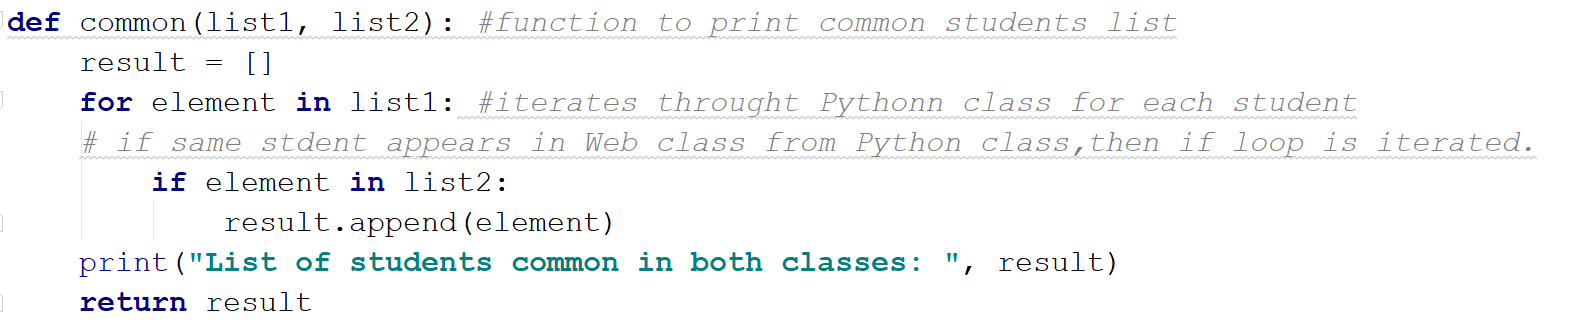 def common(list1, list2): #function to print common students list
    result = []
    for element in list1: #iterates throught Pythonn class for each student
    # if same stdent appears in Web class from Python class,then if loop is iterated.
        if element in list2:
            result.append(element)
    print("List of students common in both classes: ", result)
    return result